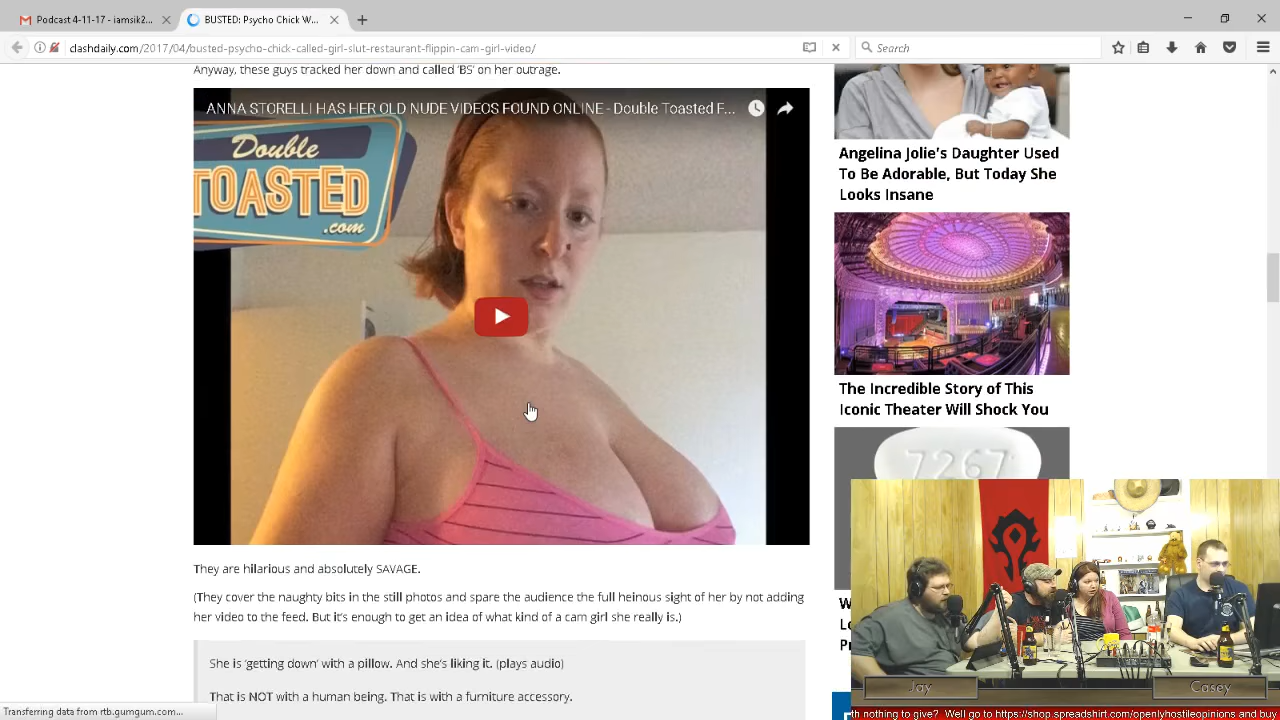 Podcast 4-11-17 - iamsik2...
BUSTED: Psycho Chick W...
clashdaily.com/2017/04/busted-psycho-chick-called-girl-slut-restaurant-flippin-cam-girl-video/
Search
Anyway, these guys tracked her down and called 'BS' on her outrage.
ANNA STORELLI HAS HER OLD NUDE VIDEOS FOUND ONLINE - Double Toasted F...
Double
TOASTED
.com
Angelina Jolie's Daughter Used
To Be Adorable, But Today She
Looks Insane
The Incredible Story of This
Iconic Theater Will Shock You
7267
They are hilarious and absolutely SAVAGE.
(They cover the naughty bits in the still photos and spare the audience the full heinous sight of her by not adding
her video to the feed. But it's enough to get an idea of what kind of a cam girl she really is.)
She is 'getting down' with a pillow. And she's liking it. (plays audio)
That is NOT with a human being. That is with a furniture accessory.
Transferring data from rtb.gumgum.com...
Jay
Casey
th nothing to give? Well go to https://shop.spreadshirt.com/openlyhostileopinions and buy